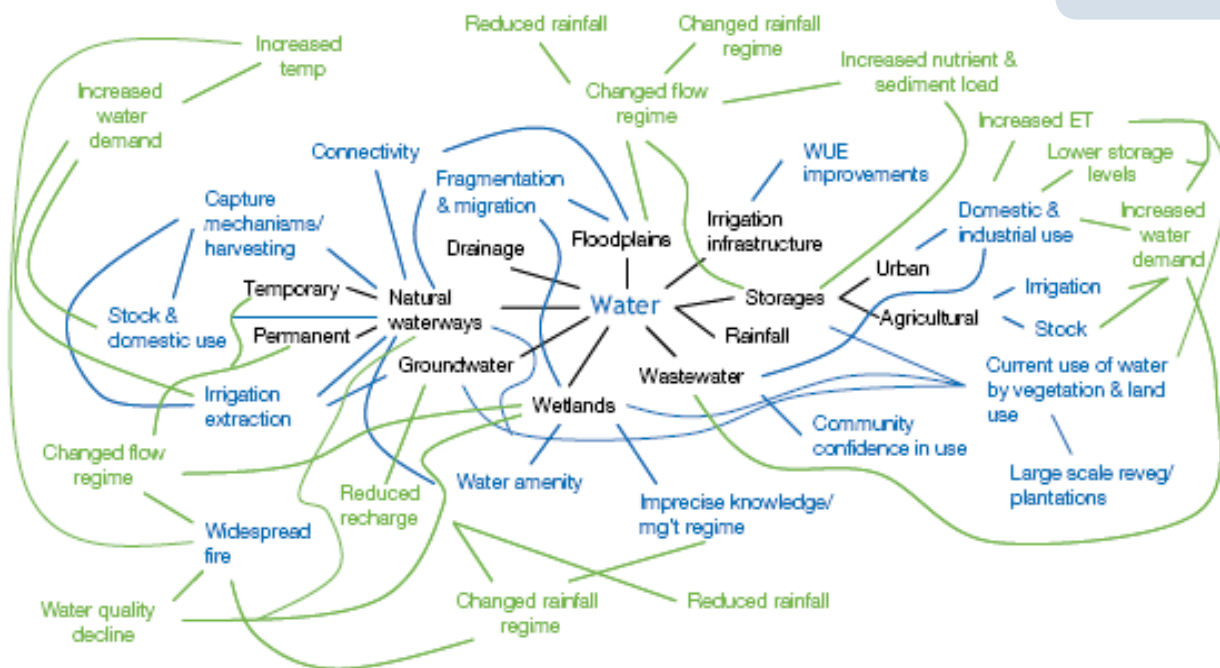 Reduced rainfall
Changed rainfall
regime
Increased
temp
Increased nutrient &
sediment load
Increased
water
demand
Changed flow
regime
Increased ET
Connectivity
WUE
improvements
Lower storage
levels
Fragmentation
& migration
Capture
mechanisms/
harvesting
Domestic &
industrial use
Increased
water
demand
Irrigation
infrastructure
Floodplains
Drainage
Urban
Temporary
Natural
waterways
Water
Storages
Irrigation
Agricultural
Stock &
domestic use
Permanent
Rainfall
Stock
Groundwater
Wastewater
Current use of water
by vegetation & land
use
Irrigation
extraction
Wetlands
Community
confidence in use
Changed flow
regime
Water amenity
Large scale reveg/
plantations
Reduced
recharge
Imprecise knowledge/
mg't regime
Widespread
fire
Water quality
decline
Changed rainfall
regime
Reduced rainfall